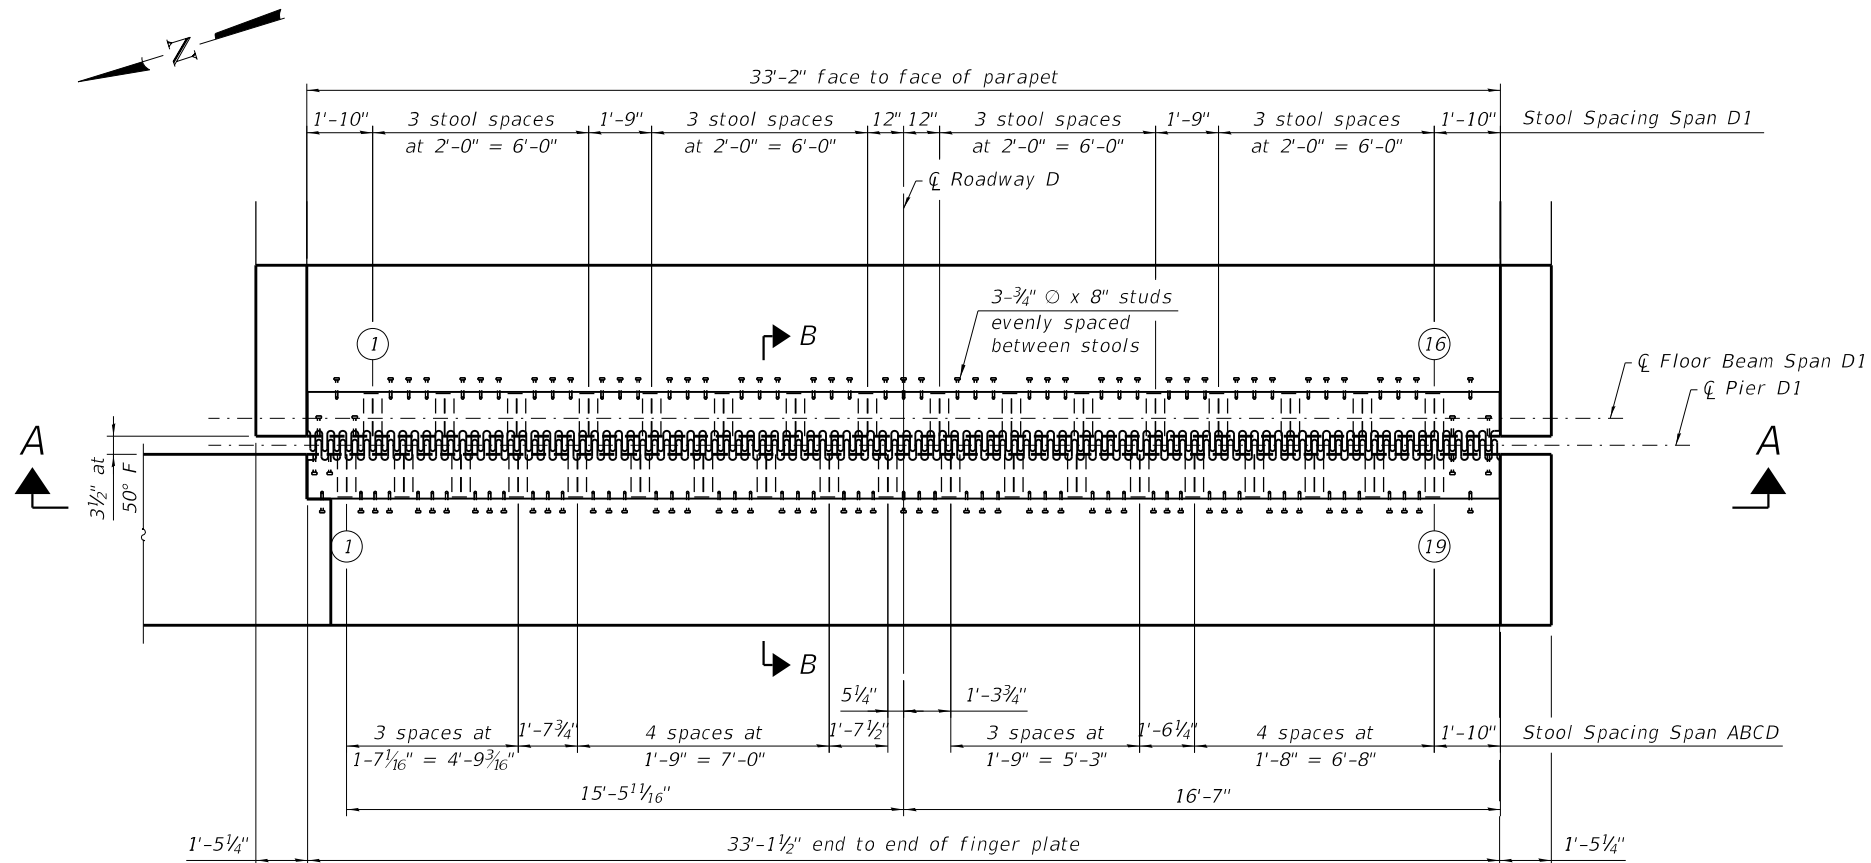 N
33'-2" face to face of parapet
1'-10" 3 stool spaces 1'-9" 3 stool spaces 12" 12" 3 stool spaces 1'-9" 3 stool spaces 1'-10" Stool Spacing Span D1
at 2'-0" = 6'-0" at 2'-0" = 6'-0" at 2'-0" = 6'-0" at 2'-0" = 6'-0"
℄ Roadway D
3-¾" ∅ x 8" studs
evenly spaced
between stools
B
1
16
℄ Floor Beam Span D1
℄ Pier D1
A
A
3½" at
50° F
1
19
B
5¼" 1'-3¾"
3 spaces at 1'-7¾" 4 spaces at 1'-7½" 3 spaces at 1'-6¼" 4 spaces at 1'-10" Stool Spacing Span ABCD
1-7⅟₁₆" = 4'-9³⁄₁₆" 1'-9" = 7'-0" 1'-9" = 5'-3" 1'-8" = 6'-8"
15'-5¹¹⁄₁₆" 16'-7"
1'-5¼" 33'-1½" end to end of finger plate 1'-5¼"